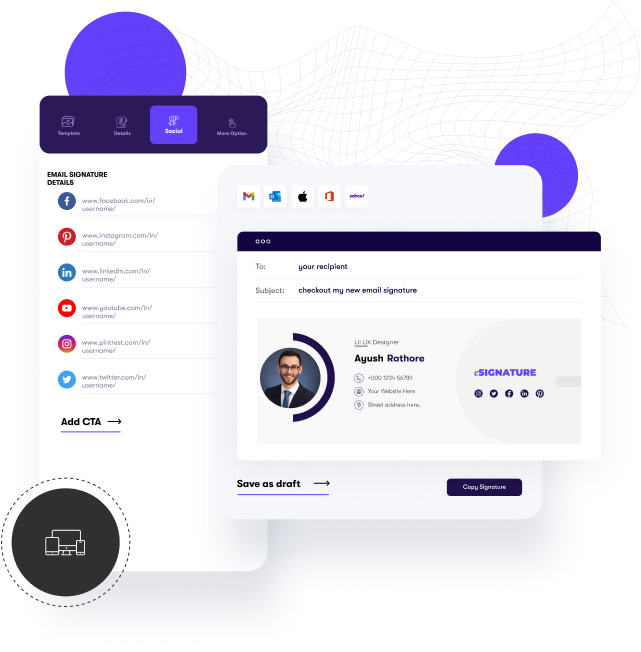 Template
Details
Social
More Option
EMAIL SIGNATURE
DETAILS
www.facebook.com/in/
username/
www.instagram.com/in/
username/
www.linkedin.com/in/
username/
www.youtube.com/in/
username/
www.pintrest.com/in/
username/
www.twitter.com/in/
username/
Add CTA
yahoo!
To: your recipient
Subject: checkout my new email signature
UI UX Designer
Ayush Rathore
+000 1234 56789
Your Website Here
Street address here,
eSIGNATURE
Save as draft
Copy Signature